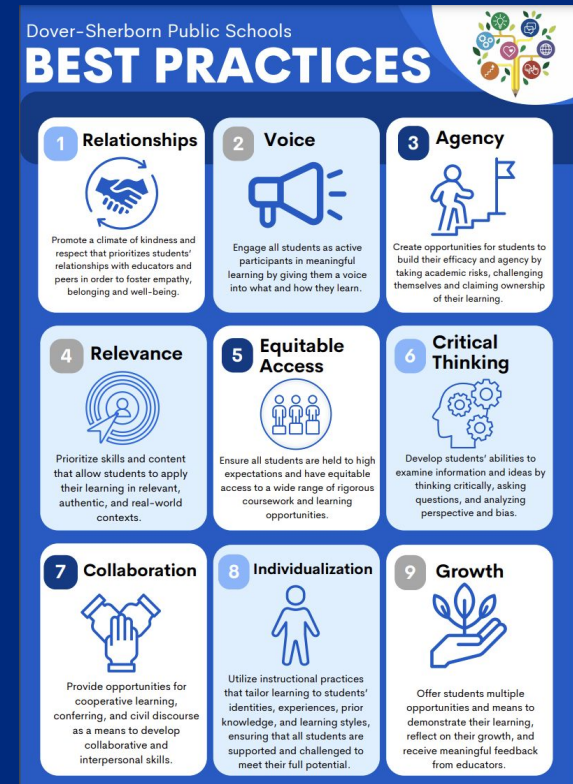 Dover-Sherborn Public Schools
BEST PRACTICES
1 Relationships
Promote a climate of kindness and
respect that prioritizes students'
relationships with educators and
peers in order to foster empathy,
belonging and well-being.
2 Voice
Engage all students as active
participants in meaningful
learning by giving them a voice
into what and how they learn.
3 Agency
Create opportunities for students to
build their efficacy and agency by
taking academic risks, challenging
themselves and claiming ownership
of their learning.
4 Relevance
Prioritize skills and content
that allow students to apply
their learning in relevant,
authentic, and real-world
contexts.
5 Equitable
Access
Ensure all students are held to high
expectations and have equitable
access to a wide range of rigorous
coursework and learning
opportunities.
6 Critical
Thinking
Develop students' abilities to
examine information and ideas by
thinking critically, asking
questions, and analyzing
perspective and bias.
7 Collaboration
Provide opportunities for
cooperative learning,
conferring, and civil discourse
as a means to develop
collaborative and
interpersonal skills.
8 Individualization
Utilize instructional practices
that tailor learning to students'
identities, experiences, prior
knowledge, and learning styles,
ensuring that all students are
supported and challenged to
meet their full potential.
9 Growth
Offer students multiple
opportunities and means to
demonstrate their learning,
reflect on their growth, and
receive meaningful feedback
from educators.